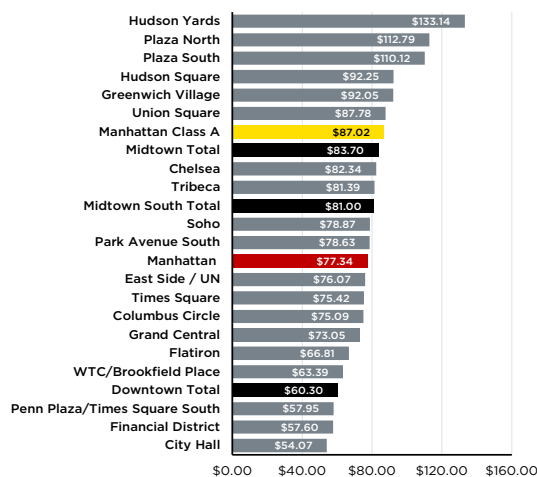 Hudson Yards $133.14
Plaza North $112.79
Plaza South $110.12
Hudson Square $92.25
Greenwich Village $92.05
Union Square $87.78
Manhattan Class A $87.02
Midtown Total $83.70
Chelsea $82.34
Tribeca $81.39
Midtown South Total $81.00
Soho $78.87
Park Avenue South $78.63
Manhattan $77.34
East Side / UN $76.07
Times Square $75.42
Columbus Circle $75.09
Grand Central $73.05
Flatiron $66.81
WTC/Brookfield Place $63.39
Downtown Total $60.30
Penn Plaza/Times Square South $57.95
Financial District $57.60
City Hall $54.07
$0.00 $40.00 $80.00 $120.00 $160.00